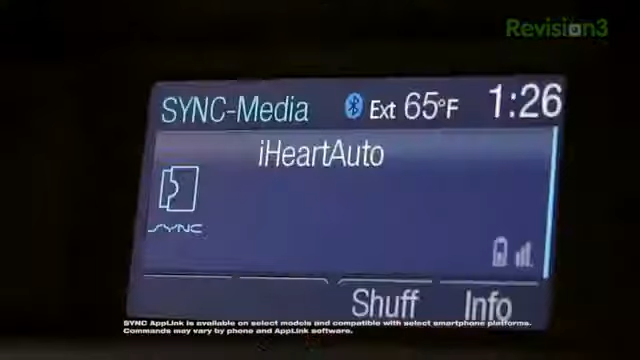 Revision3
SYNC-Media Ext 65°F 1:26
iHeartAuto
SYNC
Shuff Info
SYNC AppLink is available on select models and compatible with select smartphone platforms.
Commands may vary by phone and AppLink software.